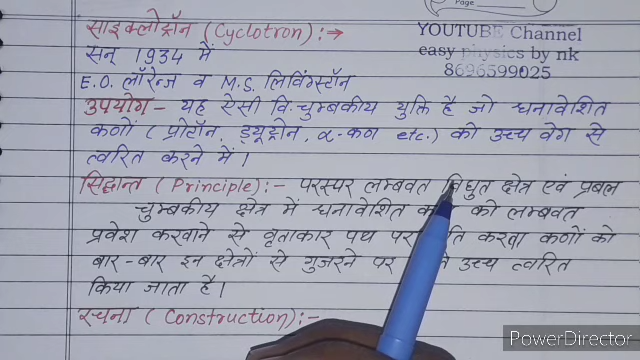 Page
साइक्लोट्रॉन (Cyclotron) :→
YOUTUBE Channel
easy physics by nk
8696599025
सन् 1934 में
E.O. लॉरेन्ज व M.S. लिविंगस्टॉन
उपयोग - यह ऐसी वि. चुम्बकीय युक्ति है जो धनावेशित
कणों ( प्रोटॉन, ड्यूट्रोन, α-कण etc.) को उच्च वेग से
त्वरित करने में।
सिद्धान्त (Principle) :- परस्पर लम्बवत विधुत क्षेत्र एवं प्रबल
चुम्बकीय क्षेत्र में धनावेशित को लम्बवत
प्रवेश करवाने से वृताकार पथ पर करता कणों को
बार-बार इन क्षेत्रों से गुजरने पर उच्च त्वरित
किया जाता है।
रचना (Construction) :-
PowerDirector